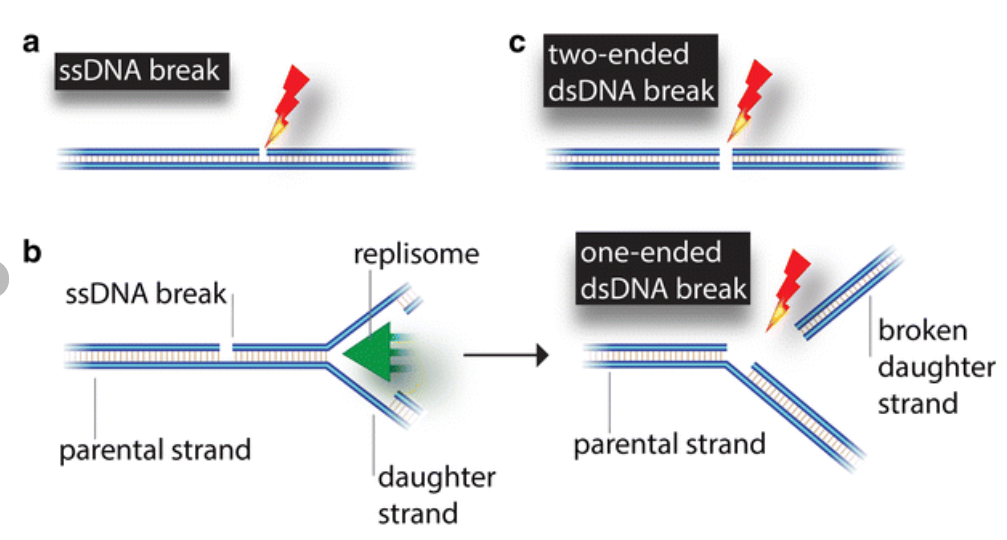 a
ssDNA break
c
two-ended
dsDNA break
b
ssDNA break
replisome
parental strand
daughter
strand
one-ended
dsDNA break
broken
daughter
strand
parental strand